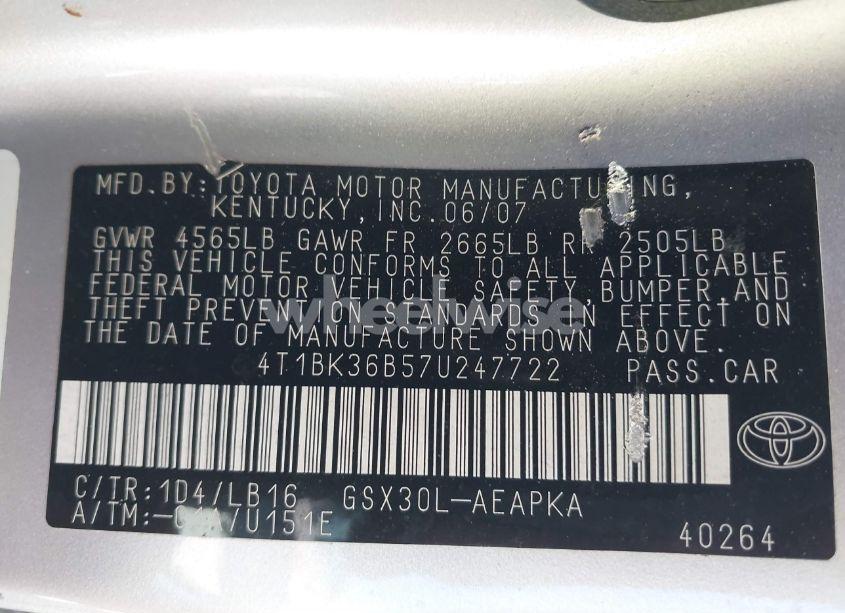 MFD.BY:TOYOTA MOTOR MANUFACTURING,
KENTUCKY,INC.06/07
GVWR 4565LB GAWR FR 2665LB RR 2505LB
THIS VEHICLE CONFORMS TO ALL APPLICABLE
FEDERAL MOTOR VEHICLE SAFETY,BUMPER,AND
THEFT PREVENTION STANDARDS IN EFFECT ON
THE DATE OF MANUFACTURE SHOWN ABOVE.
wheelwise
4T1BK36B57U247722 PASS.CAR
C/TR:1D4/LB16 GSX30L-AEAPKA
A/TM:- /U151E
40264